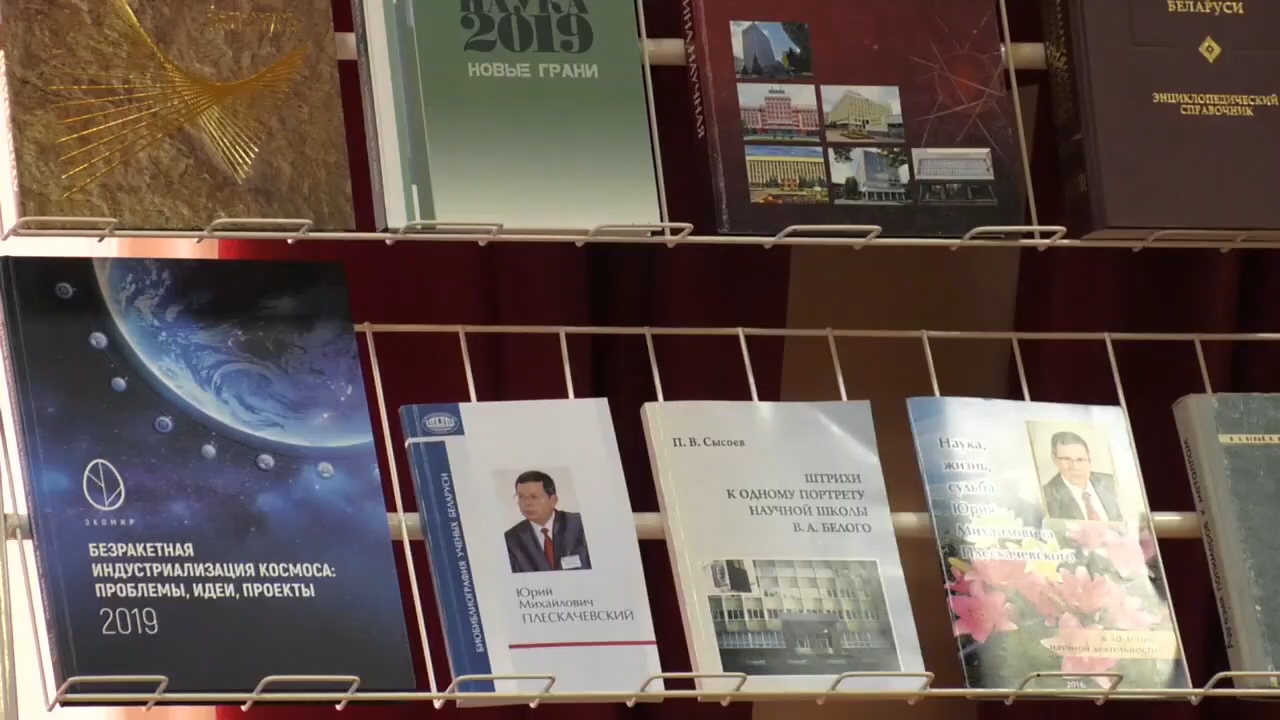 НАУКА
2019
НОВЫЕ ГРАНИ
БЕЛАРУСИ
ЭНЦИКЛОПЕДИЧЕСКИЙ
СПРАВОЧНИК
ЭКОМИР
БЕЗРАКЕТНАЯ
ИНДУСТРИАЛИЗАЦИЯ КОСМОСА:
ПРОБЛЕМЫ, ИДЕИ, ПРОЕКТЫ
2019
БИОБИБЛИОГРАФИЯ УЧЕНЫХ БЕЛАРУСИ
Юрий
Михайлович
ПЛЕСКАЧЕВСКИЙ
П. В. Сысоев
ШТРИХИ
К ОДНОМУ ПОРТРЕТУ
НАУЧНОЙ ШКОЛЫ
В. А. БЕЛОГО
Наука,
жизнь,
судьба
Юрия
Михайловича
Плескачевского
к 50-летию
научной деятельности
2016